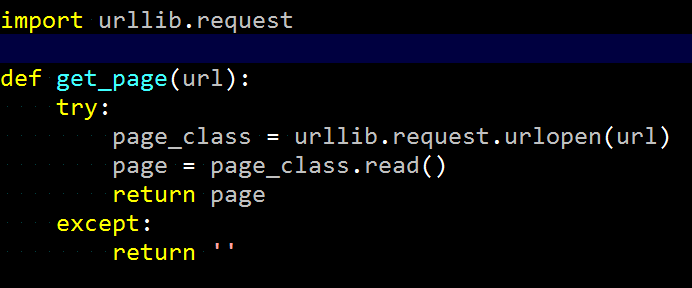 import urllib.request
def get_page(url):
    try:
        page_class = urllib.request.urlopen(url)
        page = page_class.read()
        return page
    except:
        return ''